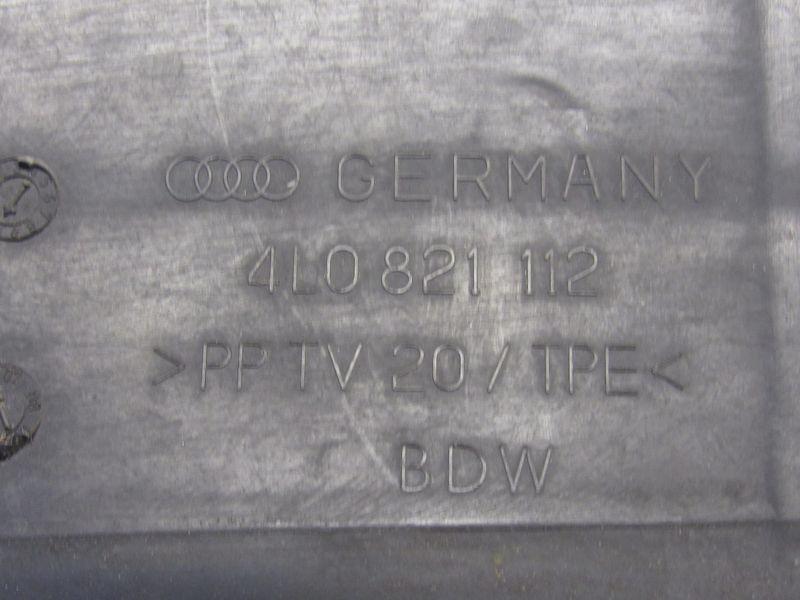 GERMANY
4L0 821 112
>PP TV 20/TPE<
BDW